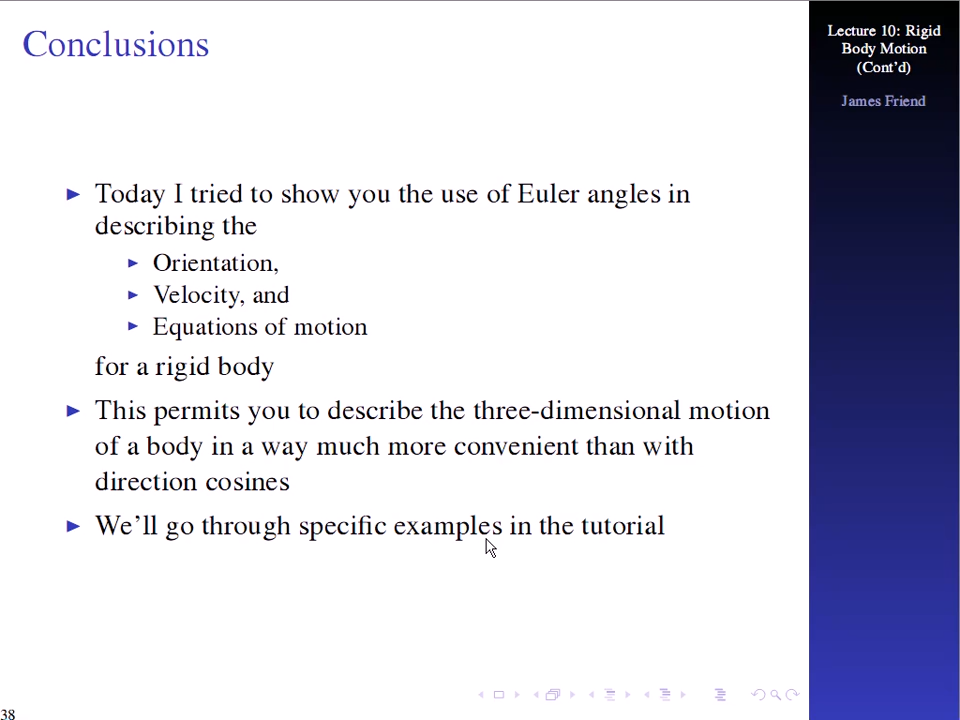 Conclusions
Lecture 10: Rigid
Body Motion
(Cont'd)
James Friend
Today I tried to show you the use of Euler angles in
describing the
Orientation,
Velocity, and
Equations of motion
for a rigid body
This permits you to describe the three-dimensional motion
of a body in a way much more convenient than with
direction cosines
We'll go through specific examples in the tutorial
38